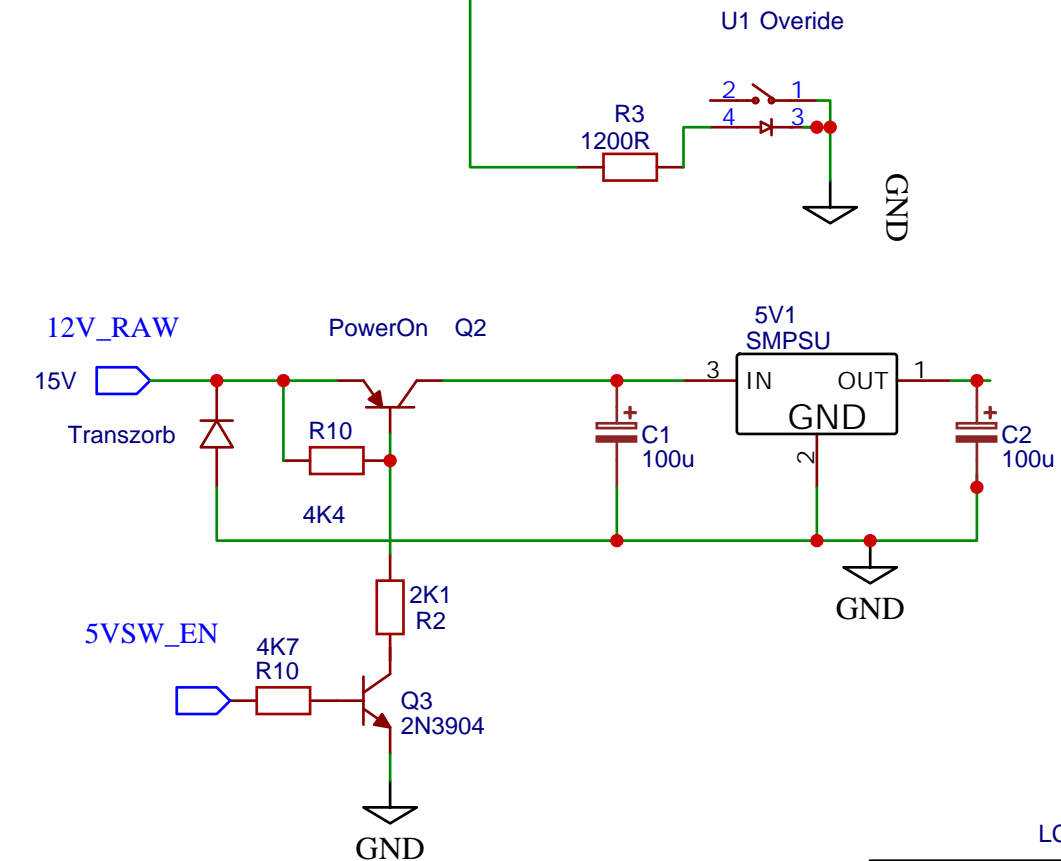 U1 Overide
2 1
R3
4 3
1200R
GND
12V_RAW
PowerOn Q2
5V1
SMPSU
15V
3 IN OUT 1
GND
Transzorb
R10
C1
100u
C2
100u
2
4K4
2K1
R2
GND
5VSW_EN
4K7
R10
Q3
2N3904
GND